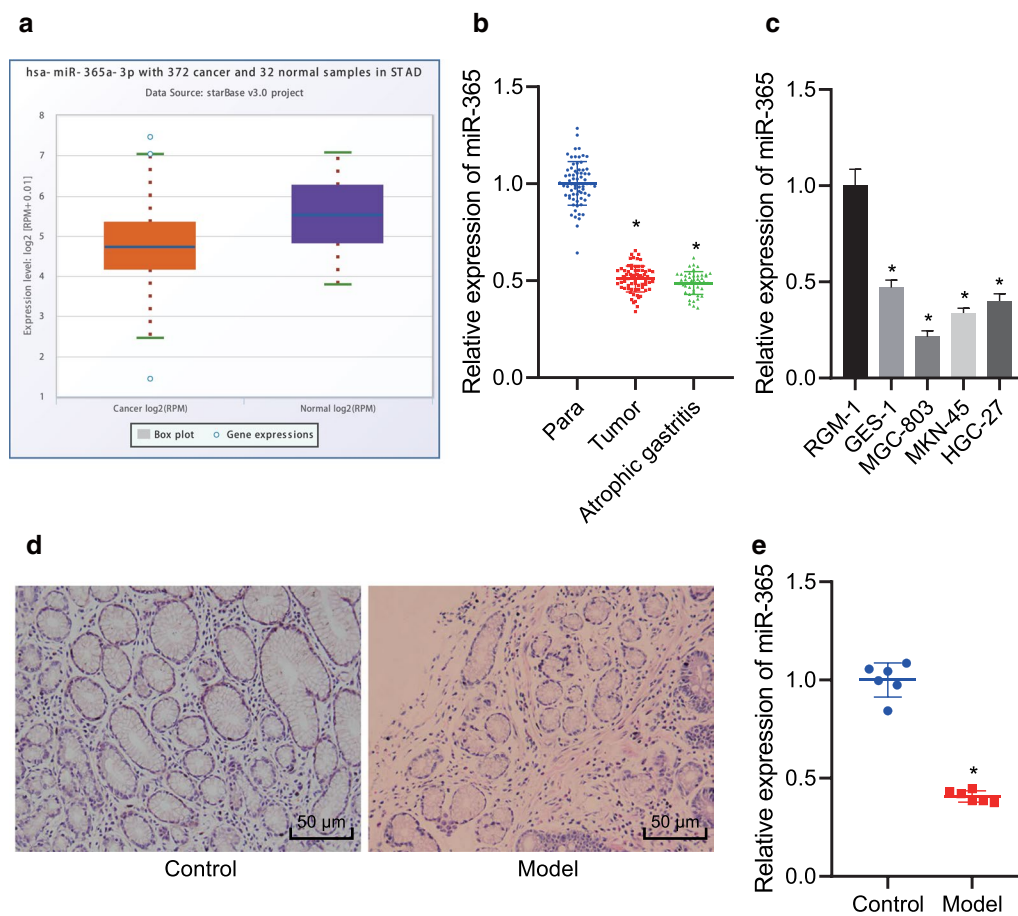 a
hsa-miR-365a-3p with 372 cancer and 32 normal samples in STAD
Data Source: starBase v3.0 project
Expression level: log2 [RPM+0.01]
8
7
6
5
4
3
2
1
Cancer log2(RPM)
Normal log2(RPM)
Box plot
Gene expressions
b
Relative expression of miR-365
1.5
1.0
0.5
0.0
*
*
Para
Tumor
Atrophic gastritis
c
Relative expression of miR-365
1.5
1.0
0.5
0.0
*
*
*
*
RGM-1
GES-1
MGC-803
MKN-45
HGC-27
d
50 μm
50 μm
Control
Model
e
Relative expression of miR-365
1.5
1.0
0.5
0.0
*
Control
Model